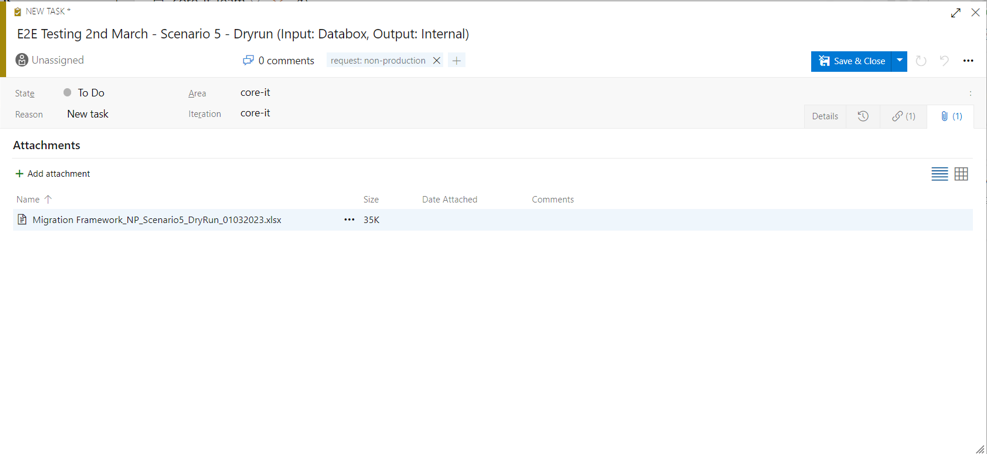 NEW TASK *
E2E Testing 2nd March - Scenario 5 - Dryrun (Input: Databox, Output: Internal)
Unassigned 0 comments request: non-production Save & Close
State To Do Area core-it
Reason New task Iteration core-it
Details (1) (1)
Attachments
+ Add attachment
Name Size Date Attached Comments
Migration Framework_NP_Scenario5_DryRun_01032023.xlsx ... 35K